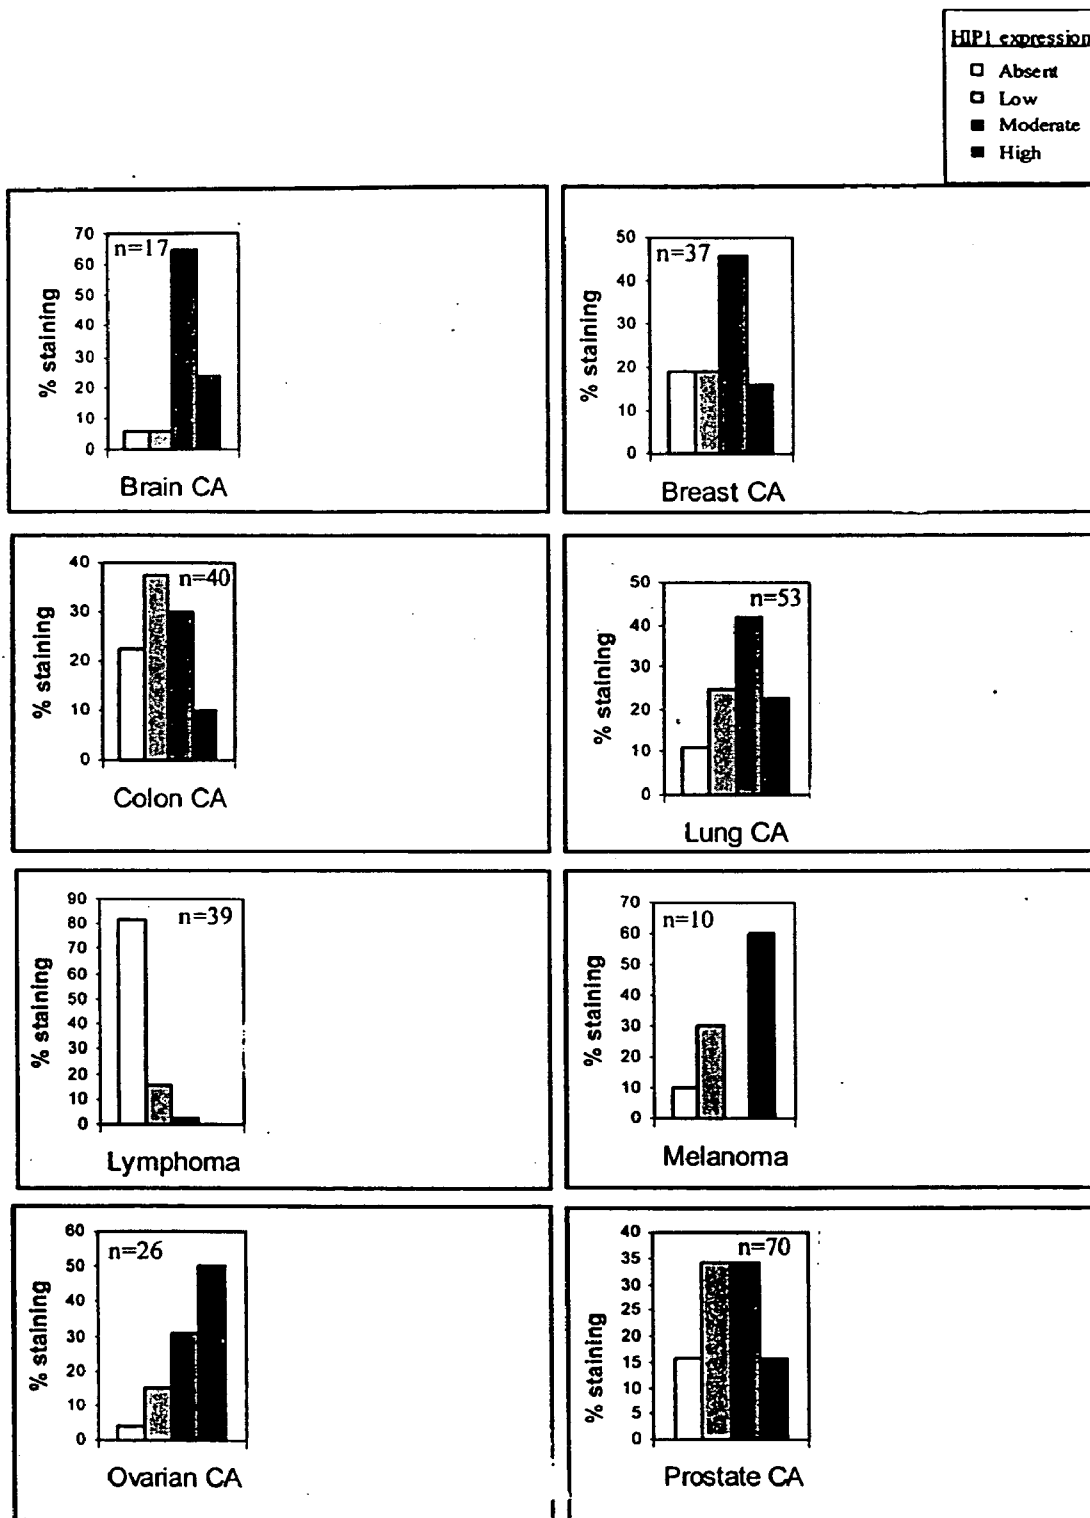 HIP1 expression
Absent
Low
Moderate
High
n=17
70
60
50
40
30
20
10
0
% staining
Brain CA
n=37
50
40
30
20
10
0
% staining
Breast CA
n=40
40
30
20
10
0
% staining
Colon CA
n=53
50
40
30
20
10
0
% staining
Lung CA
n=39
90
80
70
60
50
40
30
20
10
0
% staining
Lymphoma
n=10
70
60
50
40
30
20
10
0
% staining
Melanoma
n=26
60
50
40
30
20
10
0
% staining
Ovarian CA
n=70
40
35
30
25
20
15
10
5
0
% staining
Prostate CA